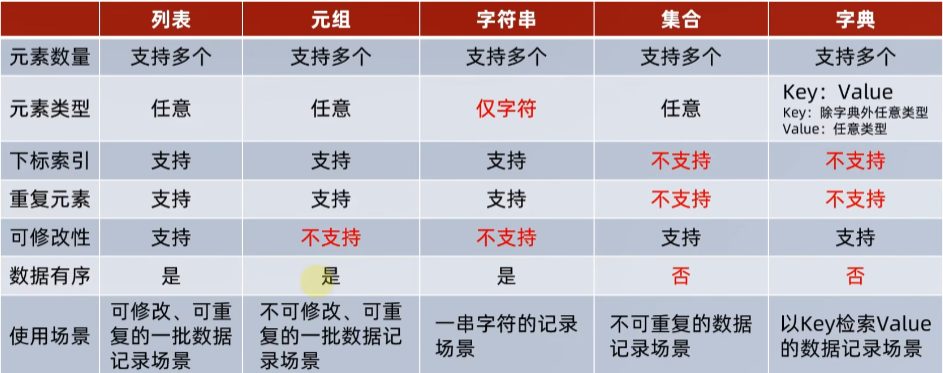 列表 元组 字符串 集合 字典
元素数量 支持多个 支持多个 支持多个 支持多个 支持多个
元素类型 任意 任意 仅字符 任意 Key：Value
Key：除字典外任意类型
Value：任意类型
下标索引 支持 支持 支持 不支持 不支持
重复元素 支持 支持 支持 不支持 不支持
可修改性 支持 不支持 不支持 支持 支持
数据有序 是 是 是 否 否
使用场景
可修改、可重
复的一批数据
记录场景
不可修改、可重
复的一批数据记
录场景
一串字符的记录
场景
不可重复的数据
记录场景
以Key检索Value
的数据记录场景